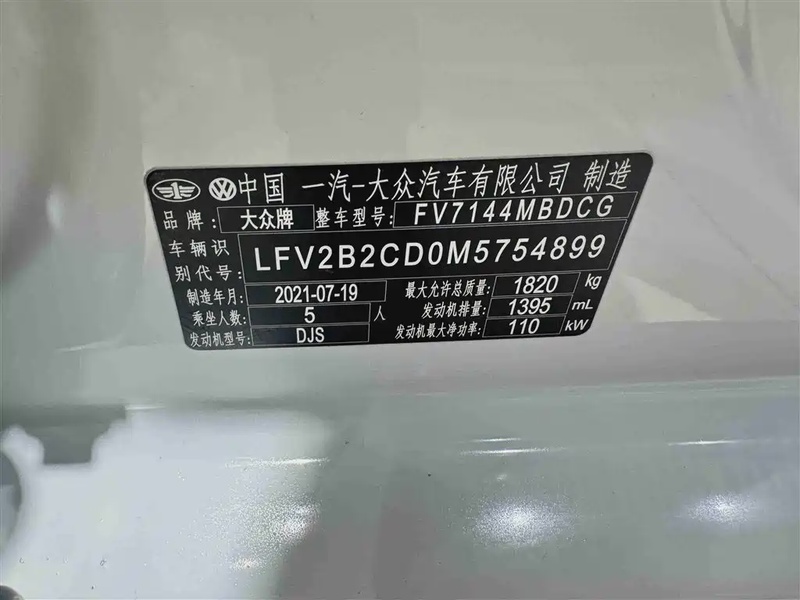 1 VW 中国 一汽-大众汽车有限公司 制造
品牌: 大众牌 整车型号: FV7144MBDCG
车辆识别代号: LFV2B2CD0M5754899
制造年月: 2021-07-19 最大允许总质量: 1820 kg
乘坐人数: 5 人 发动机排量: 1395 mL
发动机型号: DJS 发动机最大净功率: 110 kW